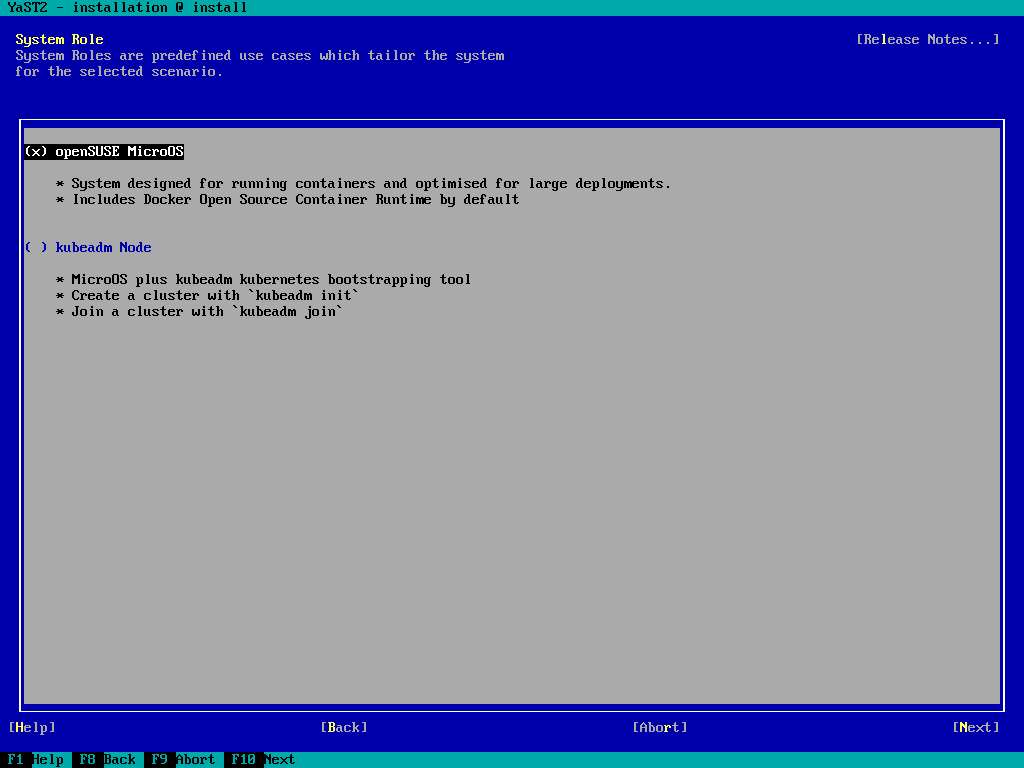 YaST2 - installation @ install
System Role [Release Notes...]
System Roles are predefined use cases which tailor the system
for the selected scenario.
(x) openSUSE MicroOS
* System designed for running containers and optimised for large deployments.
* Includes Docker Open Source Container Runtime by default
( ) kubeadm Node
* MicroOS plus kubeadm kubernetes bootstrapping tool
* Create a cluster with `kubeadm init`
* Join a cluster with `kubeadm join`
[Help] [Back] [Abort] [Next]
F1 Help F8 Back F9 Abort F10 Next